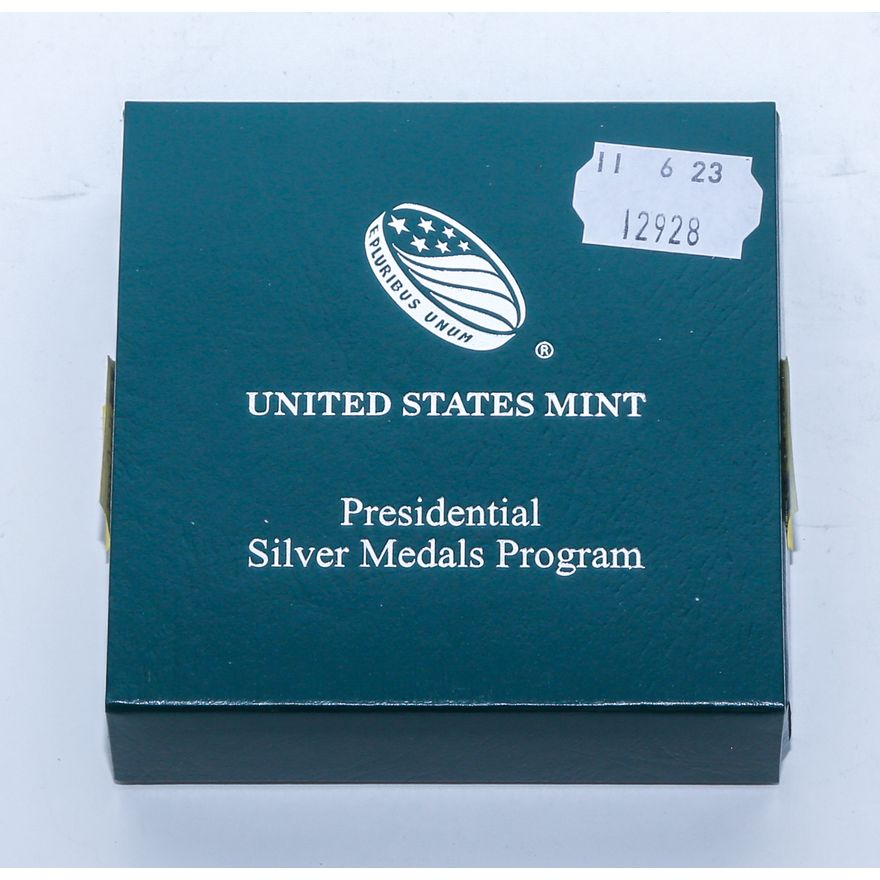 11 6 23
12928
E PLURIBUS UNUM
®
UNITED STATES MINT
Presidential
Silver Medals Program